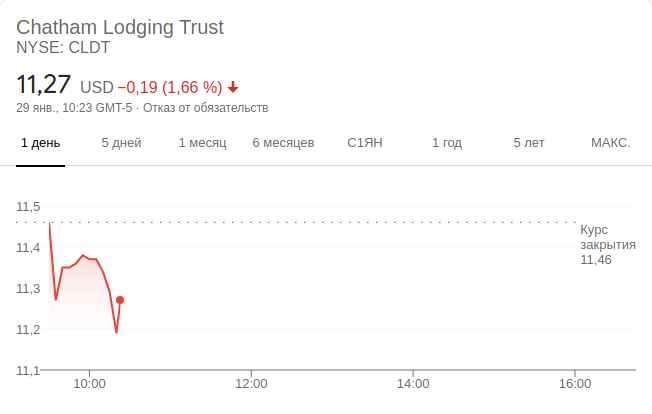 Chatham Lodging Trust
NYSE: CLDT
11,27 USD −0,19 (1,66 %)
29 янв., 10:23 GMT-5 · Отказ от обязательств
1 день 5 дней 1 месяц 6 месяцев С1ЯН 1 год 5 лет МАКС.
11,5
Курс
закрытия
11,46
11,4
11,3
11,2
11,1
10:00 12:00 14:00 16:00